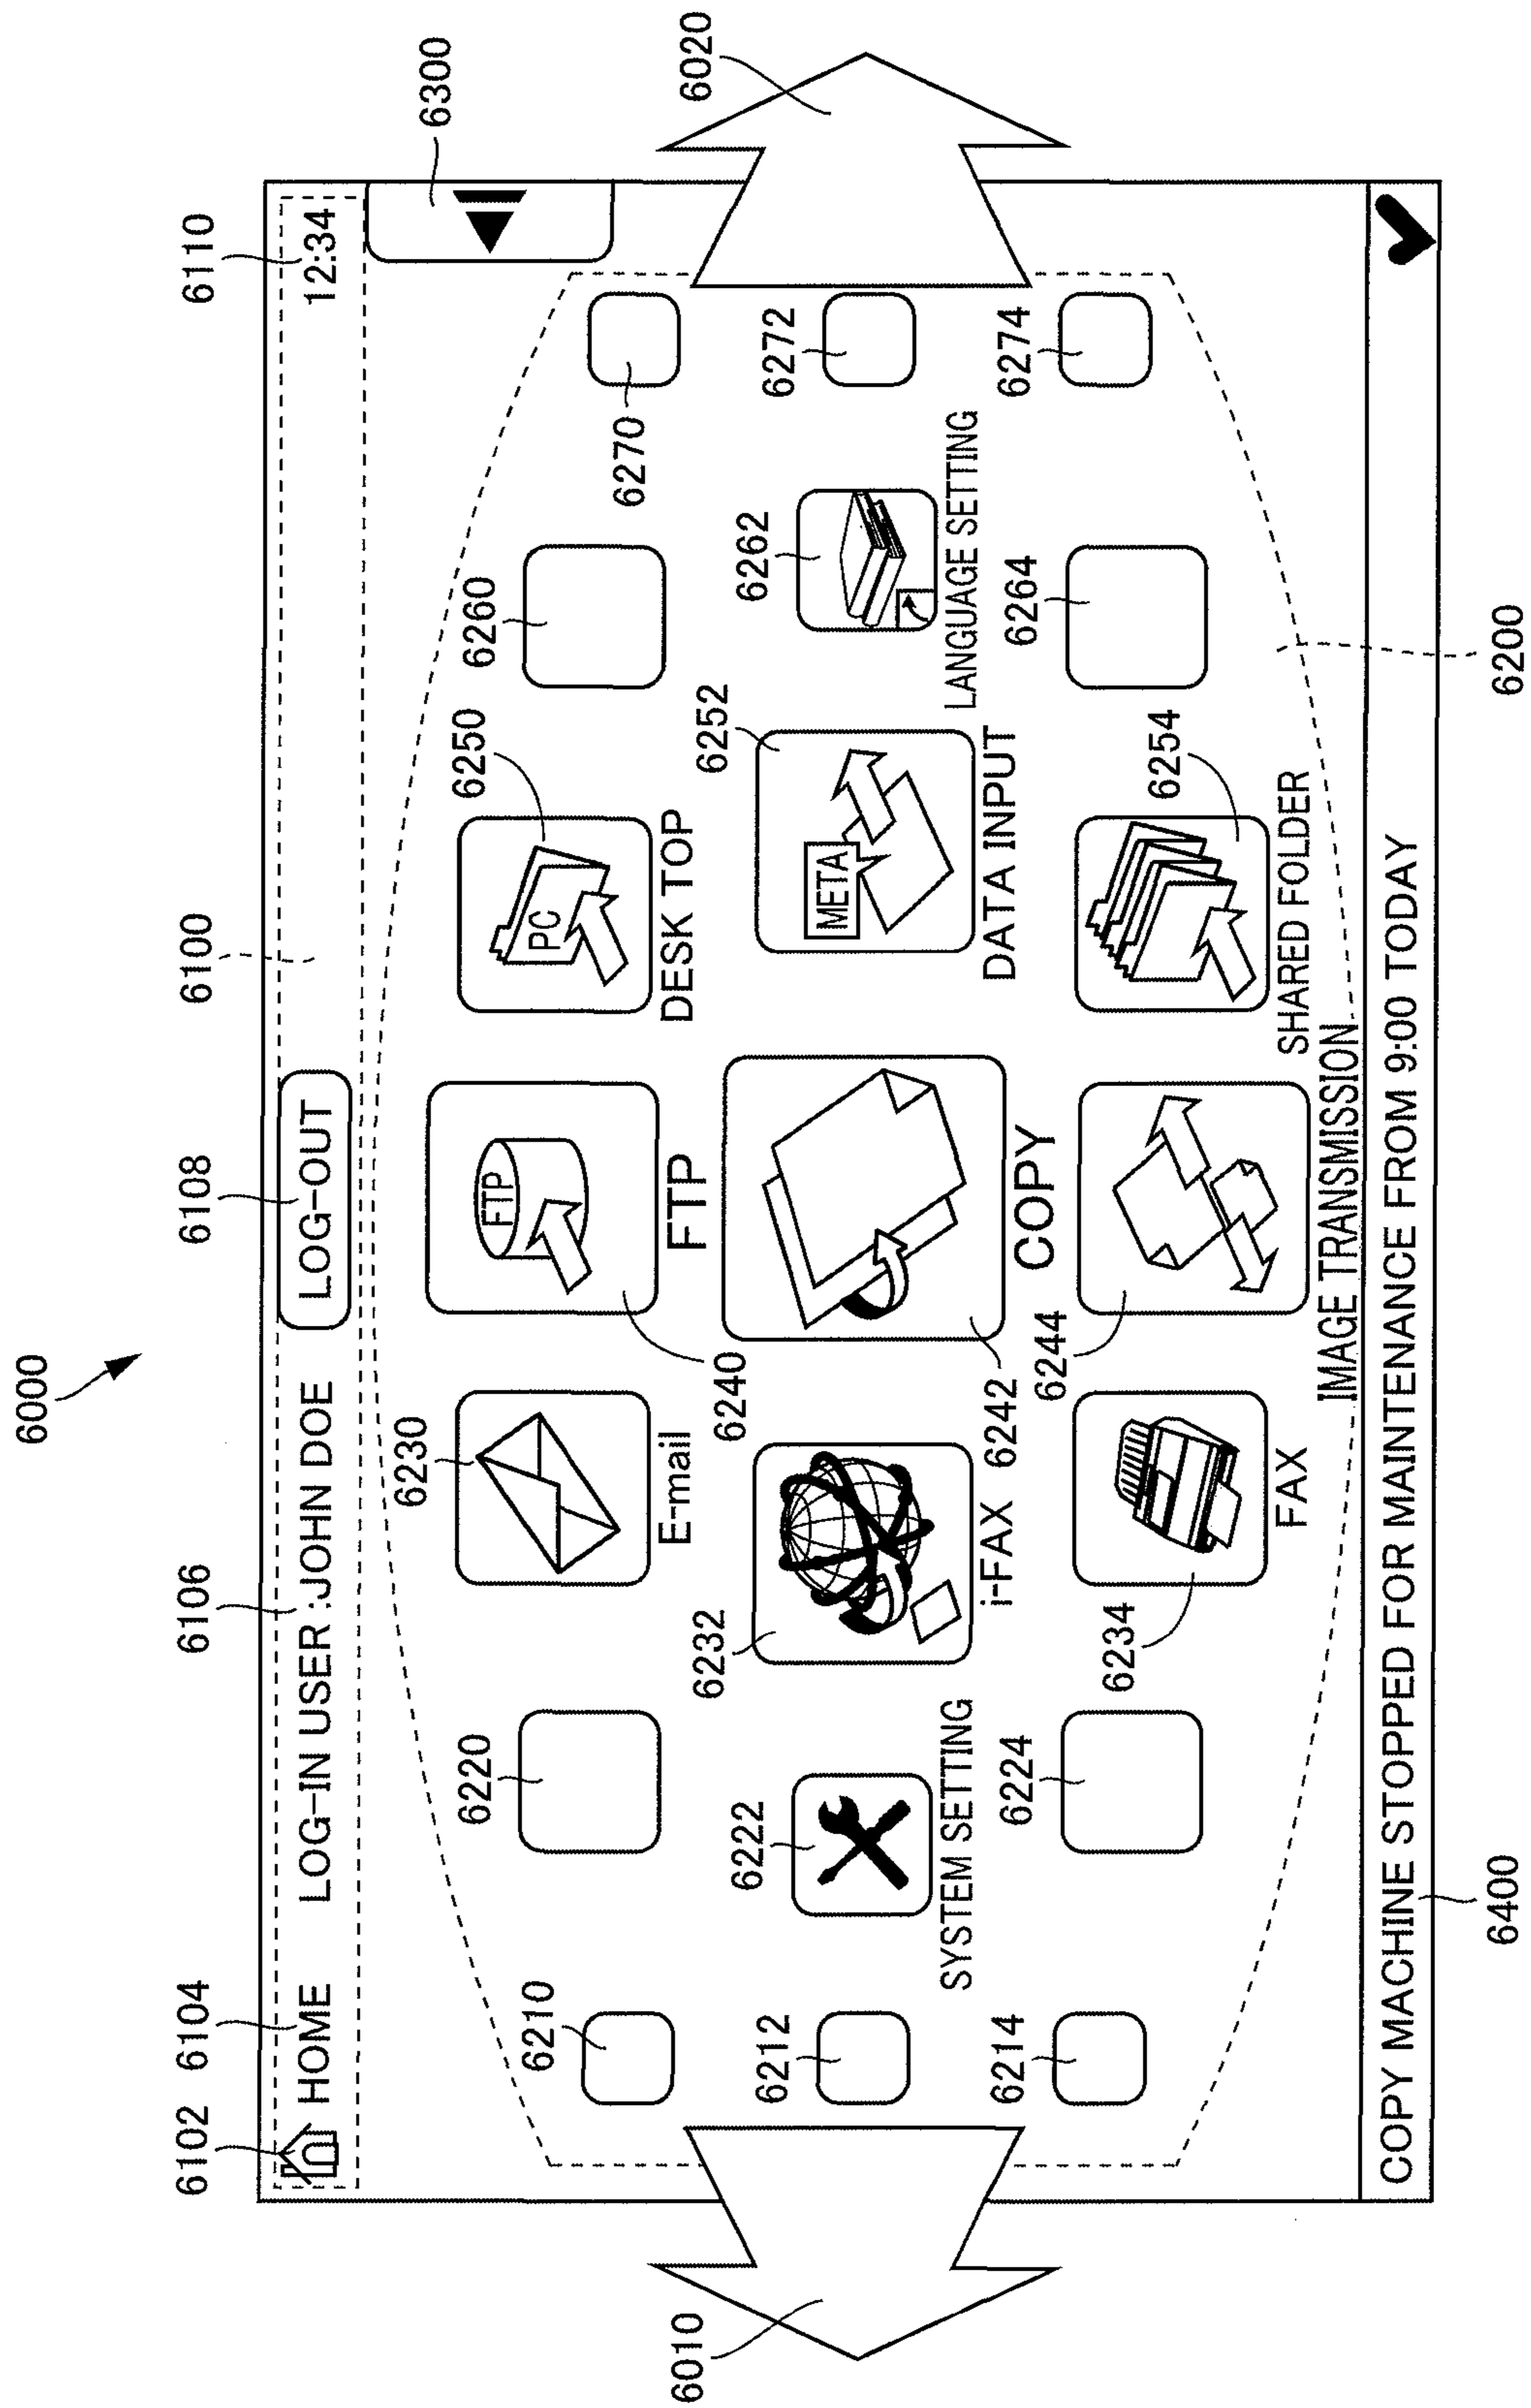 6000
6102 6104 6106 6108 6100 6110
HOME LOG-IN USER :JOHN DOE LOG-OUT 12:34
6300
6210 6220 6230 6250 6260 6270
FTP
PC
E-mail FTP DESK TOP
6240
6010 6020
6212 6222 6232 6252 6262 6272
META
SYSTEM SETTING i-FAX 6242 COPY DATA INPUT LANGUAGE SETTING
6214 6224 6234 6244 6254 6264 6274
FAX SHARED FOLDER
IMAGE TRANSMISSION
COPY MACHINE STOPPED FOR MAINTENANCE FROM 9:00 TODAY
6400 6200